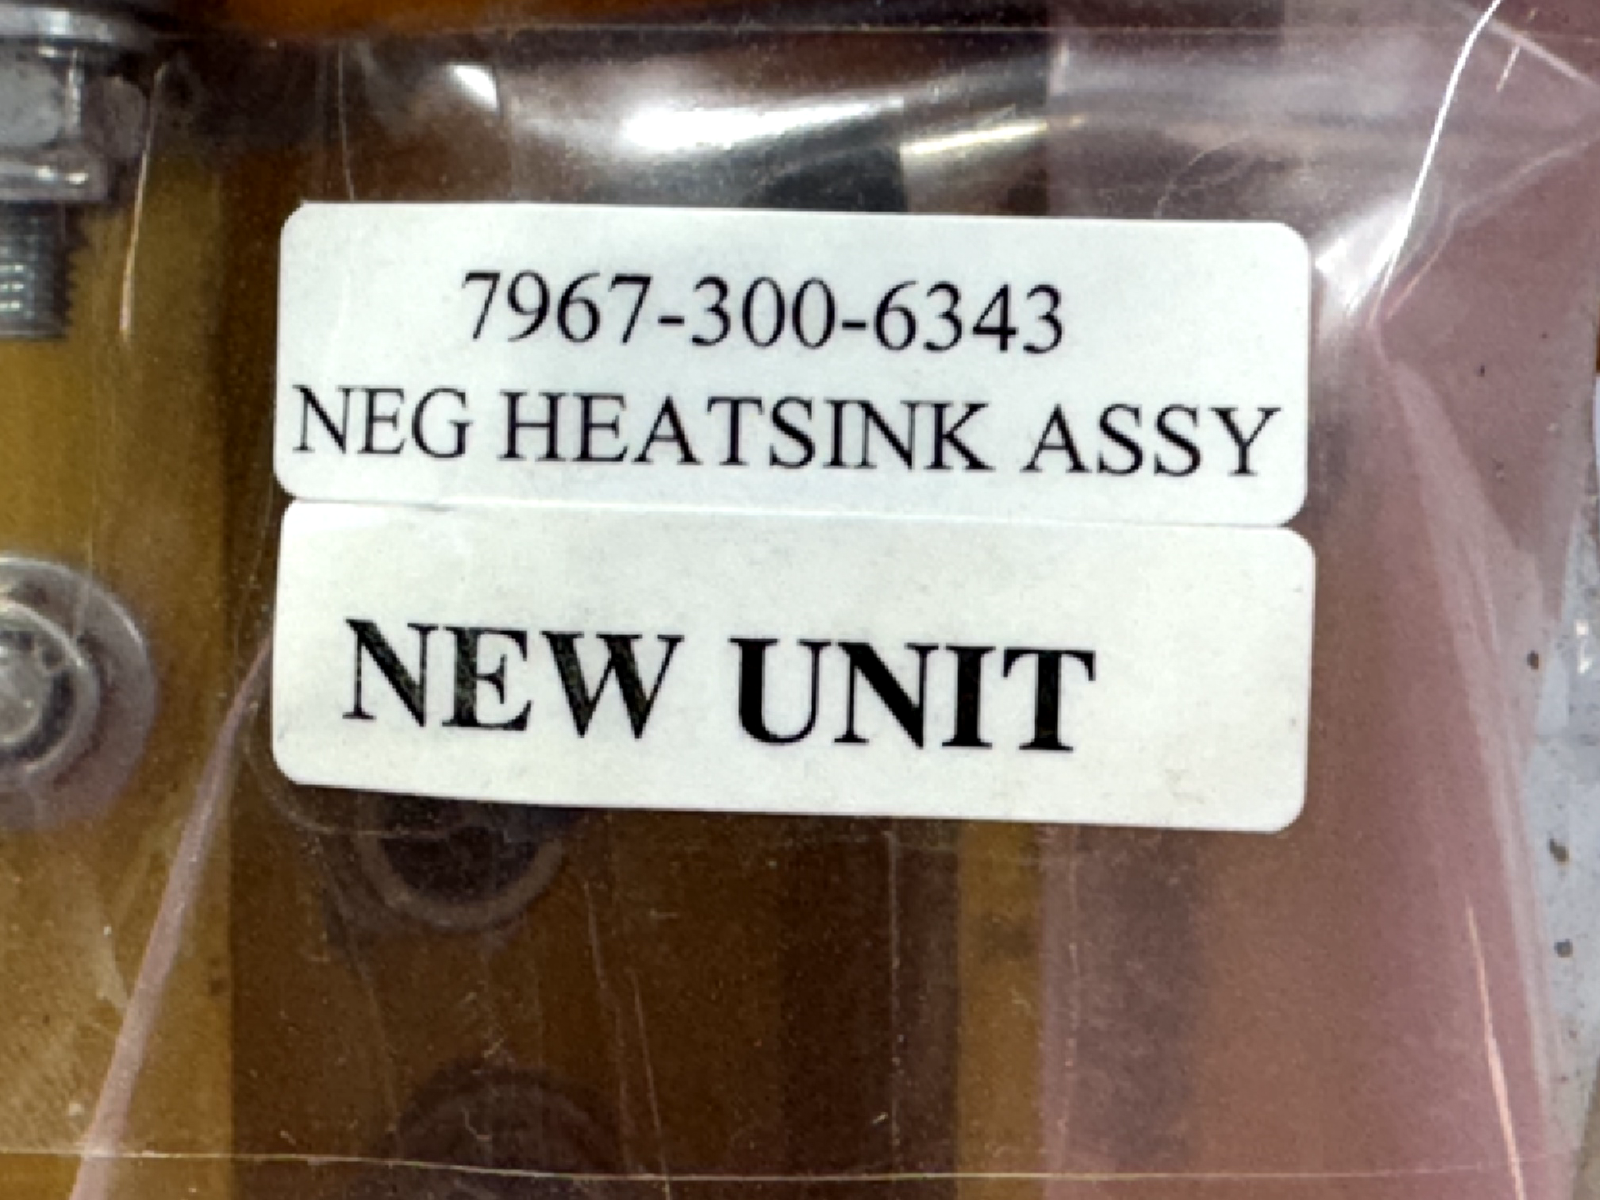 7967-300-6343
NEG HEATSINK ASSY
NEW UNIT